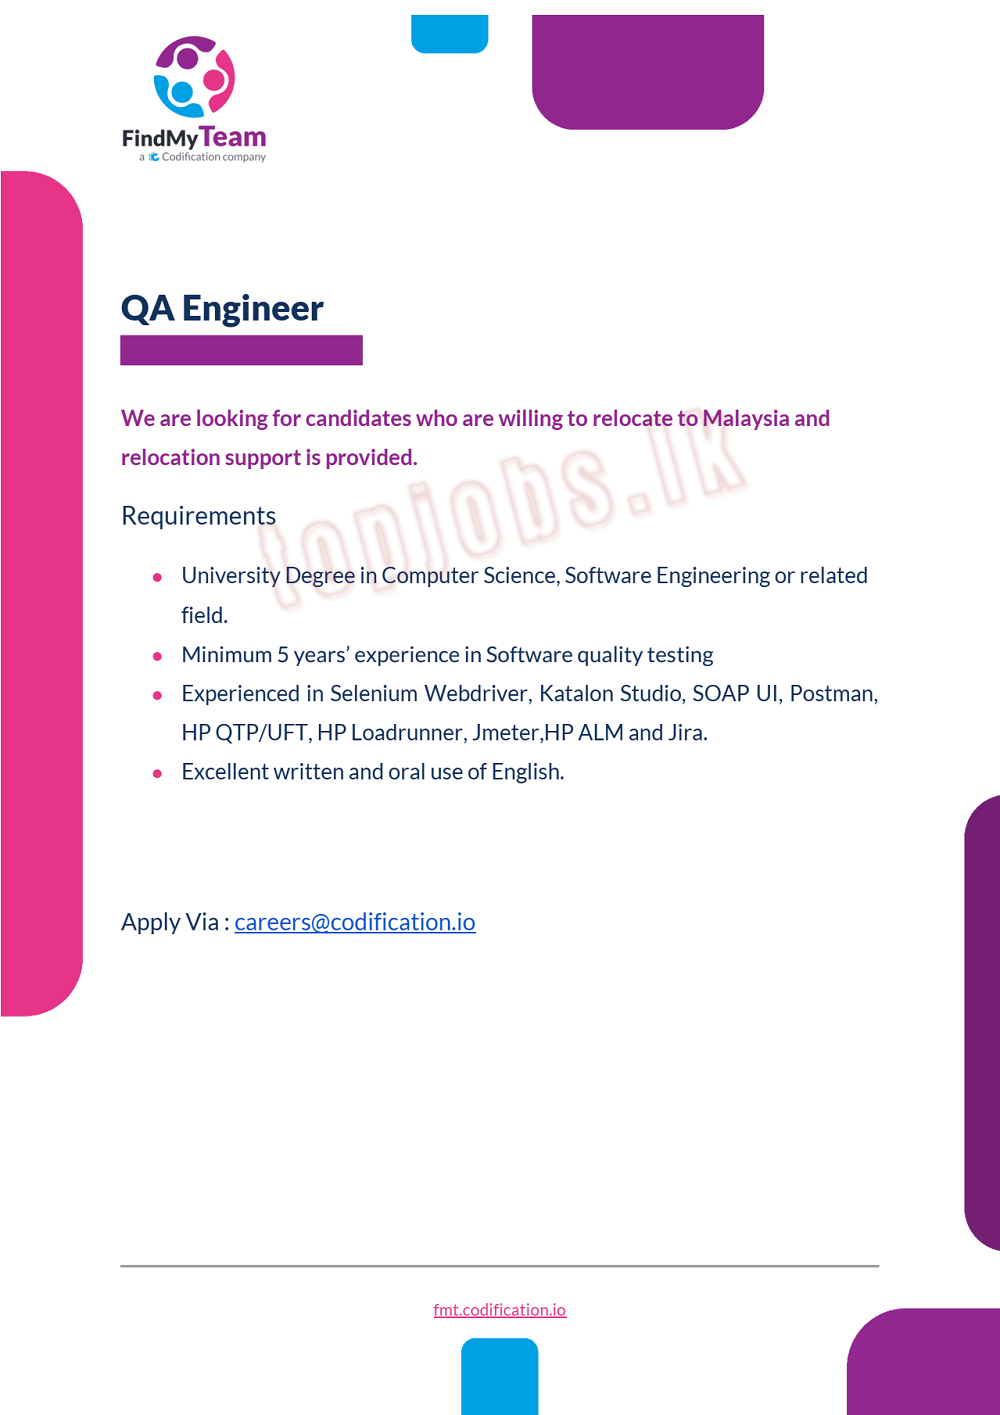 FindMyTeam
a Codification company
QA Engineer
We are looking for candidates who are willing to relocate to Malaysia and
relocation support is provided.
topjobs.lk
Requirements
● University Degree in Computer Science, Software Engineering or related
field.
● Minimum 5 years’ experience in Software quality testing
● Experienced in Selenium Webdriver, Katalon Studio, SOAP UI, Postman,
HP QTP/UFT, HP Loadrunner, Jmeter,HP ALM and Jira.
● Excellent written and oral use of English.
Apply Via : careers@codification.io
fmt.codification.io